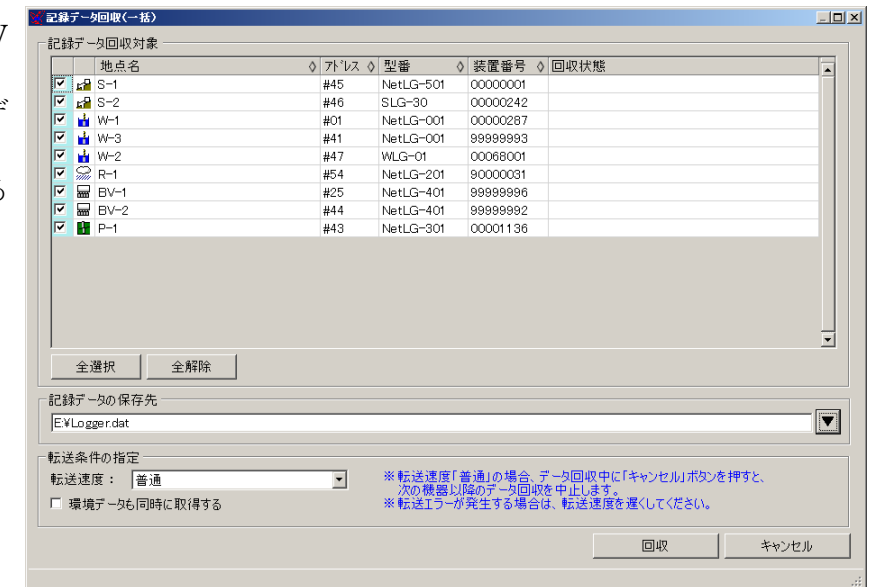 記録データ回収(一括)
記録データ回収対象
地点名 アドレス 型番 装置番号 回収状態
S-1 #45 NetLG-501 00000001
S-2 #46 SLG-30 00000242
W-1 #01 NetLG-001 00000287
W-3 #41 NetLG-001 99999993
W-2 #47 WLG-01 00068001
R-1 #54 NetLG-201 90000031
BV-1 #25 NetLG-401 99999996
BV-2 #44 NetLG-401 99999992
P-1 #43 NetLG-301 00001136
全選択 全解除
記録データの保存先
E:¥Logger.dat
転送条件の指定
転送速度： 普通
環境データも同時に取得する
※転送速度「普通」の場合、データ回収中に「キャンセル」ボタンを押すと、
次の機器以降のデータ回収を中止します。
※転送エラーが発生する場合は、転送速度を遅くしてください。
回収 キャンセル